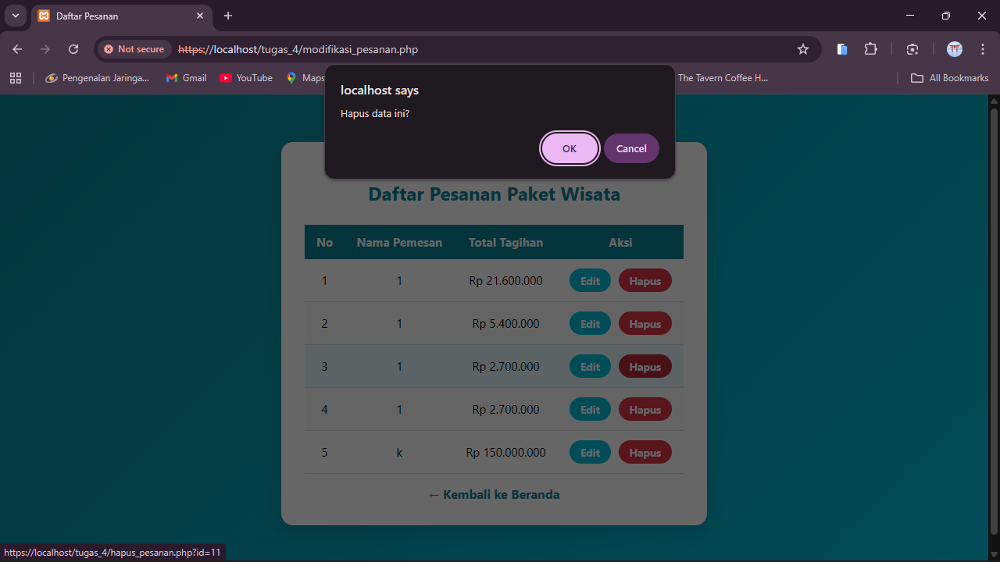 Daftar Pesanan
Not secure https://localhost/tugas_4/modifikasi_pesanan.php
Pengenalan Jaringa... Gmail YouTube Maps The Tavern Coffee H... All Bookmarks
localhost says
Hapus data ini?
OK Cancel
Daftar Pesanan Paket Wisata
No Nama Pemesan Total Tagihan Aksi
1 1 Rp 21.600.000 Edit Hapus
2 1 Rp 5.400.000 Edit Hapus
3 1 Rp 2.700.000 Edit Hapus
4 1 Rp 2.700.000 Edit Hapus
5 k Rp 150.000.000 Edit Hapus
← Kembali ke Beranda
https://localhost/tugas_4/hapus_pesanan.php?id=11